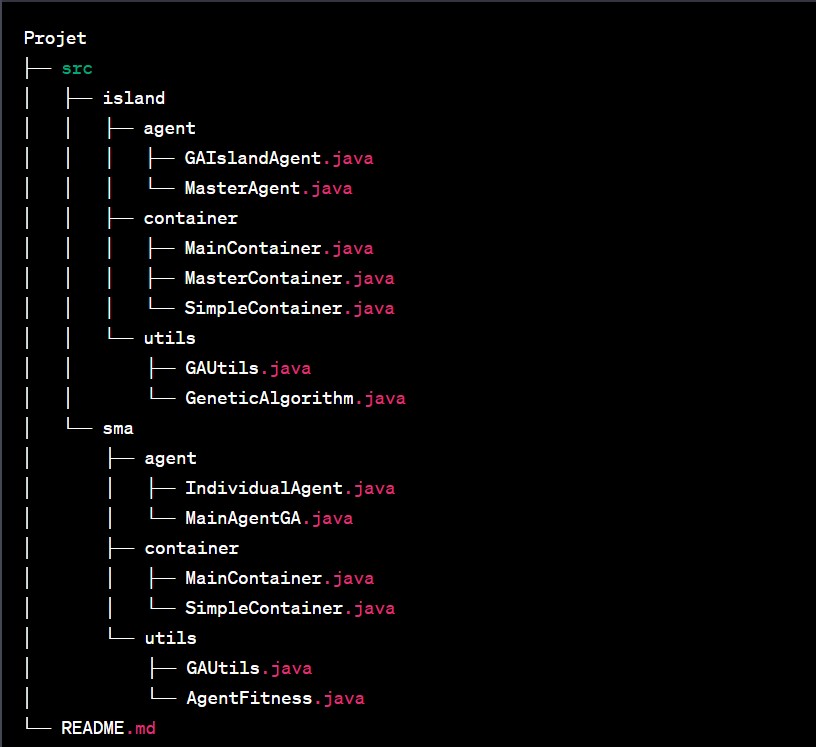 Projet
├── src
│   ├── island
│   │   ├── agent
│   │   │   ├── GAIslandAgent.java
│   │   │   └── MasterAgent.java
│   │   ├── container
│   │   │   ├── MainContainer.java
│   │   │   ├── MasterContainer.java
│   │   │   └── SimpleContainer.java
│   │   └── utils
│   │       ├── GAUtils.java
│   │       └── GeneticAlgorithm.java
│   └── sma
│       ├── agent
│       │   ├── IndividualAgent.java
│       │   └── MainAgentGA.java
│       ├── container
│       │   ├── MainContainer.java
│       │   └── SimpleContainer.java
│       └── utils
│           ├── GAUtils.java
│           └── AgentFitness.java
└── README.md